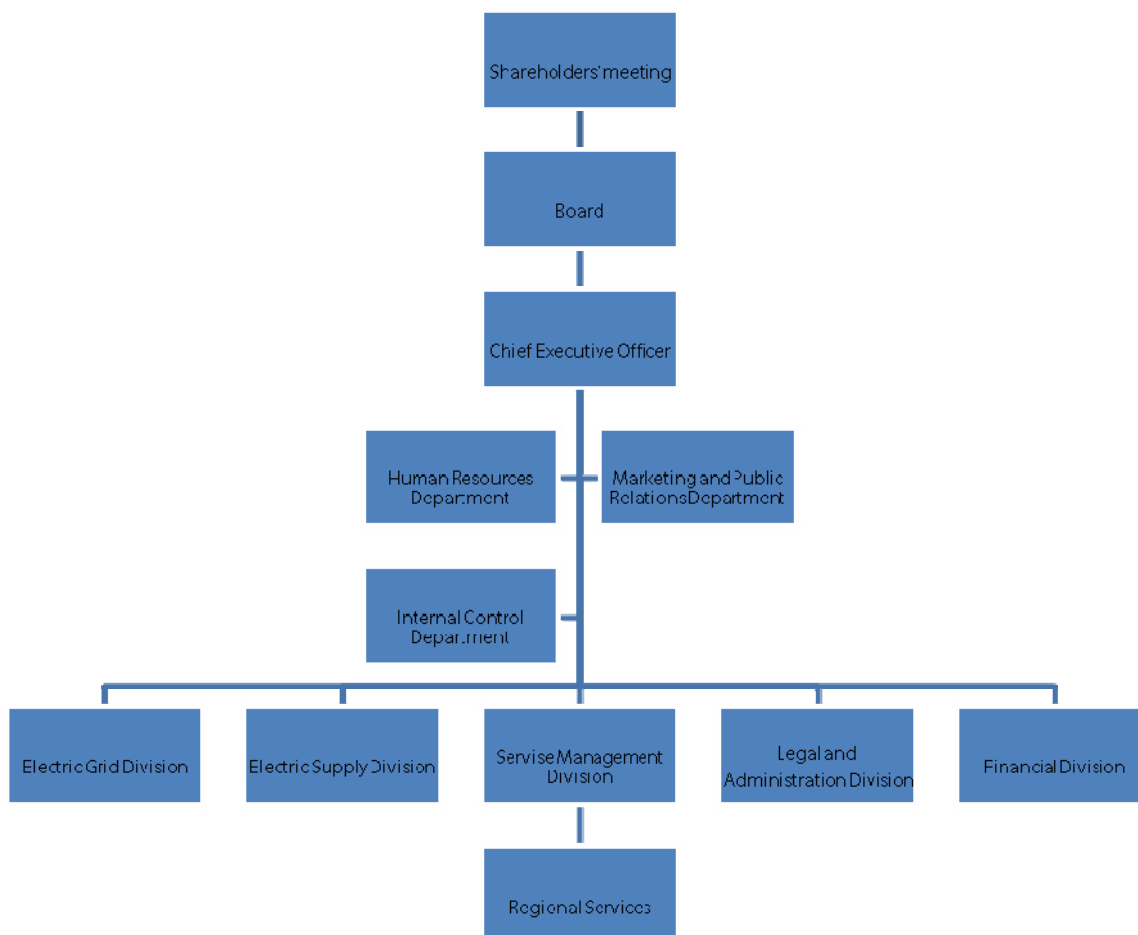 Shareholders' meeting
Board
Chief Executive Officer
Human Resources
Department
Marketing and Public
Relations Department
Internal Control
Department
Electric Grid Division
Electric Supply Division
Servise Management
Division
Legal and
Administration Division
Financial Division
Regional Services